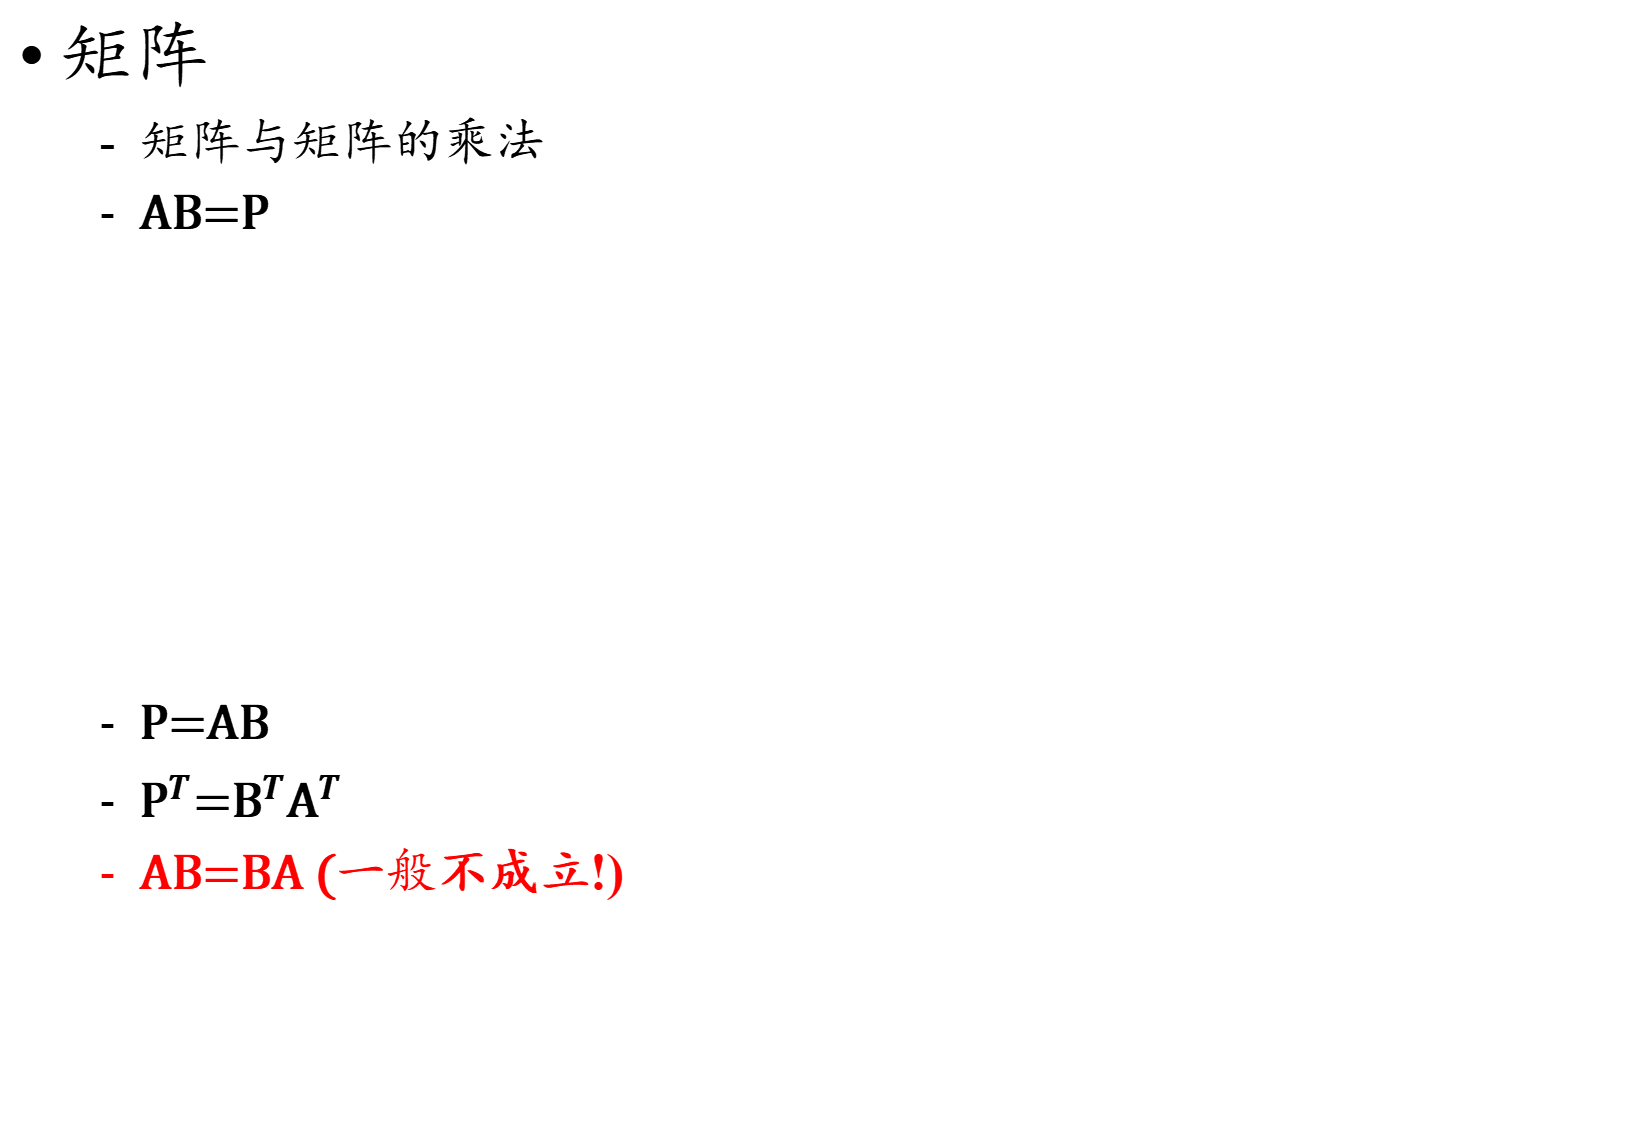 • 矩阵
- 矩阵与矩阵的乘法
- AB=P
- P=AB
- Pᵀ=BᵀAᵀ
- AB=BA (一般不成立!)